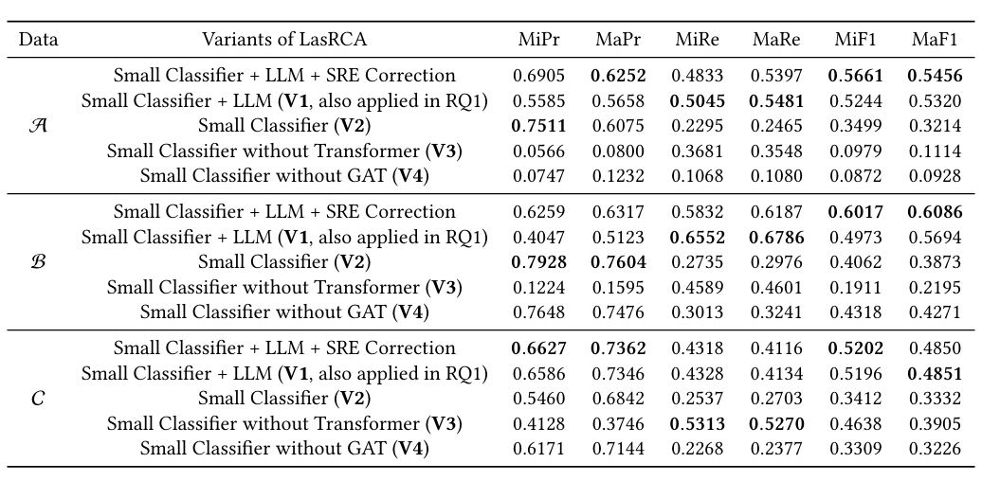 Data Variants of LasRCA MiPr MaPr MiRe MaRe MiF1 MaF1
Small Classifier + LLM + SRE Correction 0.6905 0.6252 0.4833 0.5397 0.5661 0.5456
Small Classifier + LLM (V1, also applied in RQ1) 0.5585 0.5658 0.5045 0.5481 0.5244 0.5320
𝒜 Small Classifier (V2) 0.7511 0.6075 0.2295 0.2465 0.3499 0.3214
Small Classifier without Transformer (V3) 0.0566 0.0800 0.3681 0.3548 0.0979 0.1114
Small Classifier without GAT (V4) 0.0747 0.1232 0.1068 0.1080 0.0872 0.0928
Small Classifier + LLM + SRE Correction 0.6259 0.6317 0.5832 0.6187 0.6017 0.6086
Small Classifier + LLM (V1, also applied in RQ1) 0.4047 0.5123 0.6552 0.6786 0.4973 0.5694
ℬ Small Classifier (V2) 0.7928 0.7604 0.2735 0.2976 0.4062 0.3873
Small Classifier without Transformer (V3) 0.1224 0.1595 0.4589 0.4601 0.1911 0.2195
Small Classifier without GAT (V4) 0.7648 0.7476 0.3013 0.3241 0.4318 0.4271
Small Classifier + LLM + SRE Correction 0.6627 0.7362 0.4318 0.4116 0.5202 0.4850
Small Classifier + LLM (V1, also applied in RQ1) 0.6586 0.7346 0.4328 0.4134 0.5196 0.4851
𝒞 Small Classifier (V2) 0.5460 0.6842 0.2537 0.2703 0.3412 0.3332
Small Classifier without Transformer (V3) 0.4128 0.3746 0.5313 0.5270 0.4638 0.3905
Small Classifier without GAT (V4) 0.6171 0.7144 0.2268 0.2377 0.3309 0.3226